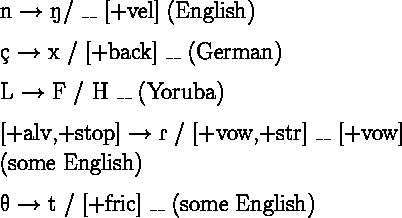 n → ŋ/ __ [+vel] (English)
ç → x / [+back] __ (German)
L → F / H __ (Yoruba)
[+alv,+stop] → ɾ / [+vow,+str] __ [+vow]
(some English)
θ → t / [+fric] __ (some English)